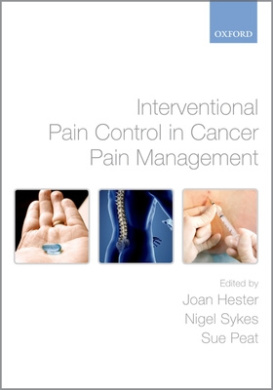 OXFORD
Interventional
Pain Control in Cancer
Pain Management
Edited by
Joan Hester
Nigel Sykes
Sue Peat